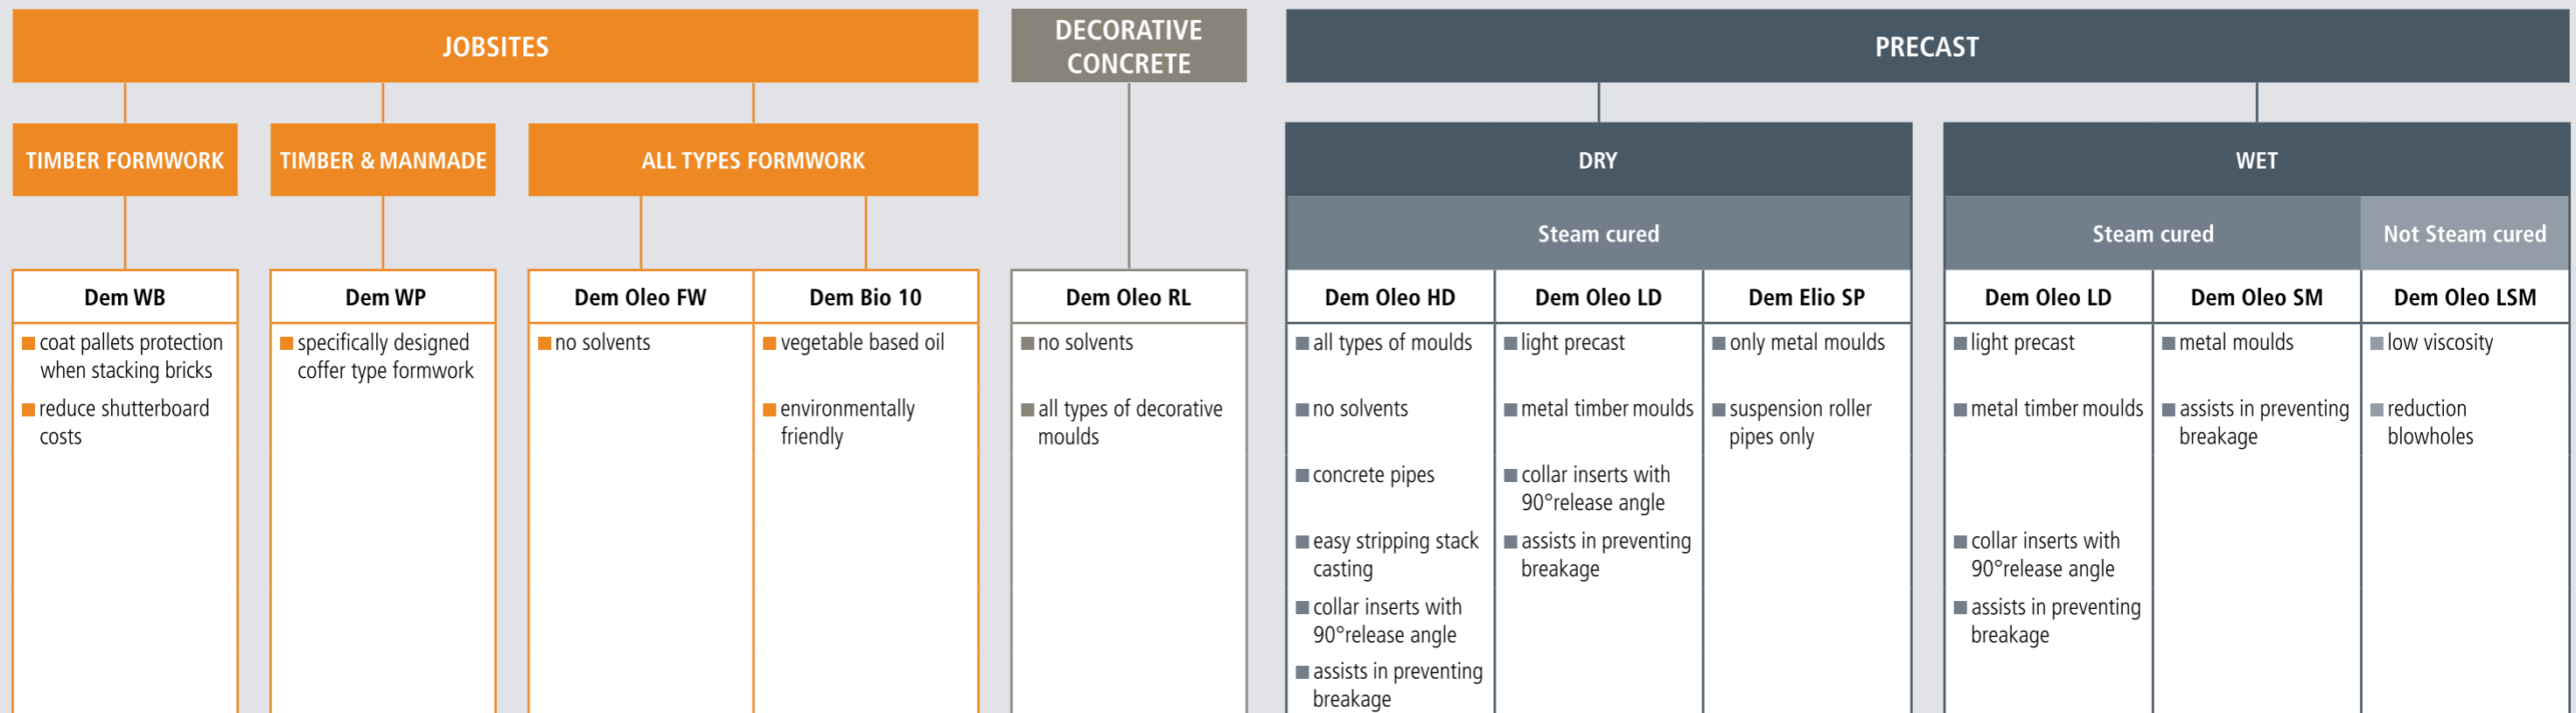 JOBSITES
DECORATIVE
CONCRETE
PRECAST
TIMBER FORMWORK
TIMBER & MANMADE
ALL TYPES FORMWORK
DRY
WET
Steam cured
Steam cured
Not Steam cured
Dem WB
coat pallets protection
when stacking bricks
reduce shutterboard
costs
Dem WP
specifically designed
coffer type formwork
Dem Oleo FW
no solvents
Dem Bio 10
vegetable based oil
environmentally
friendly
Dem Oleo RL
no solvents
all types of decorative
moulds
Dem Oleo HD
all types of moulds
no solvents
concrete pipes
easy stripping stack
casting
collar inserts with
90°release angle
assists in preventing
breakage
Dem Oleo LD
light precast
metal timber moulds
collar inserts with
90°release angle
assists in preventing
breakage
Dem Elio SP
only metal moulds
suspension roller
pipes only
Dem Oleo LD
light precast
metal timber moulds
collar inserts with
90°release angle
assists in preventing
breakage
Dem Oleo SM
metal moulds
assists in preventing
breakage
Dem Oleo LSM
low viscosity
reduction
blowholes